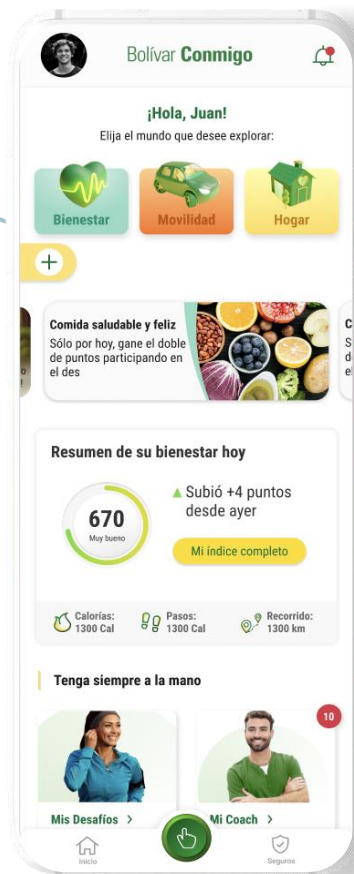 Bolívar Conmigo
¡Hola, Juan!
Elija el mundo que desee explorar:
Bienestar
Movilidad
Hogar
Comida saludable y feliz
Sólo por hoy, gane el doble
de puntos participando en
el des
Resumen de su bienestar hoy
670
Muy bueno
Subió +4 puntos
desde ayer
Mi índice completo
Calorías:
1300 Cal
Pasos:
1300 Cal
Recorrido:
1300 km
Tenga siempre a la mano
10
Mis Desafíos >
Mi Coach >
Inicio
Seguros